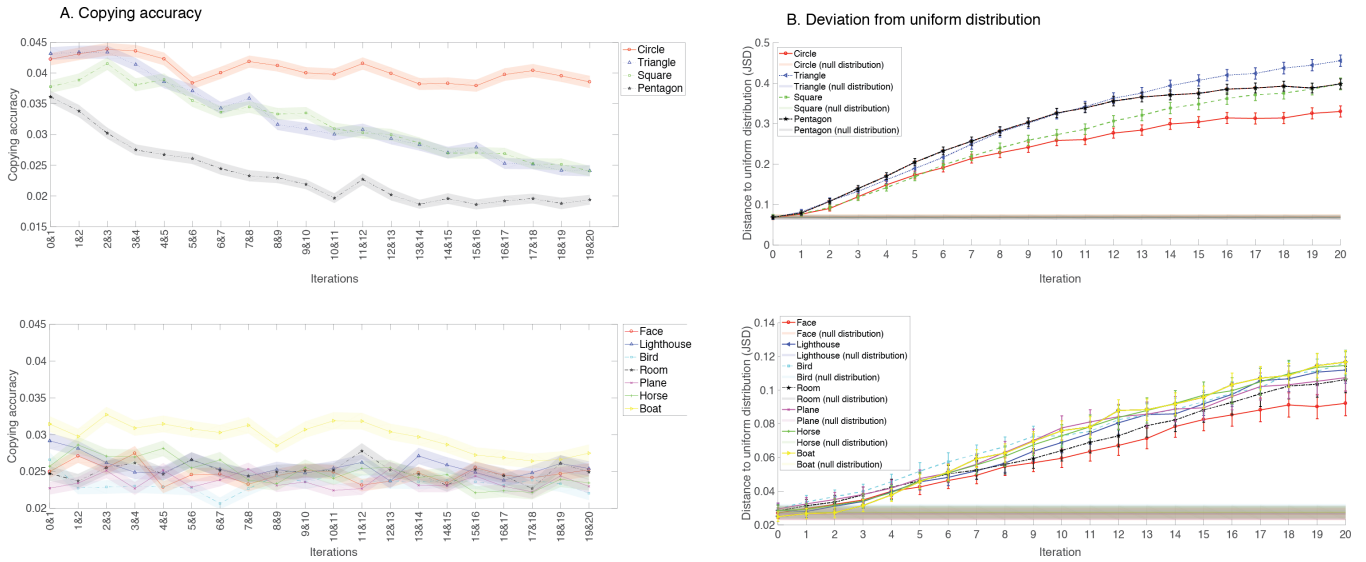 A. Copying accuracy
0.045
0.04
0.035
0.03
0.025
0.02
0.015
Copying accuracy
Circle
Triangle
Square
Pentagon
0&1
1&2
2&3
3&4
4&5
5&6
6&7
7&8
8&9
9&10
10&11
11&12
12&13
13&14
14&15
15&16
16&17
17&18
18&19
19&20
Iterations
B. Deviation from uniform distribution
0.5
0.4
0.3
0.2
0.1
0
Distance to uniform distribution (JSD)
Circle
Circle (null distribution)
Triangle
Triangle (null distribution)
Square
Square (null distribution)
Pentagon
Pentagon (null distribution)
0 1 2 3 4 5 6 7 8 9 10 11 12 13 14 15 16 17 18 19 20
Iteration
0.045
0.04
0.035
0.03
0.025
0.02
Copying accuracy
Face
Lighthouse
Bird
Room
Plane
Horse
Boat
0&1
1&2
2&3
3&4
4&5
5&6
6&7
7&8
8&9
9&10
10&11
11&12
12&13
13&14
14&15
15&16
16&17
17&18
18&19
19&20
Iterations
0.14
0.12
0.1
0.08
0.06
0.04
0.02
Distance to uniform distribution (JSD)
Face
Face (null distribution)
Lighthouse
Lighthouse (null distribution)
Bird
Bird (null distribution)
Room
Room (null distribution)
Plane
Plane (null distribution)
Horse
Horse (null distribution)
Boat
Boat (null distribution)
0 1 2 3 4 5 6 7 8 9 10 11 12 13 14 15 16 17 18 19 20
Iteration